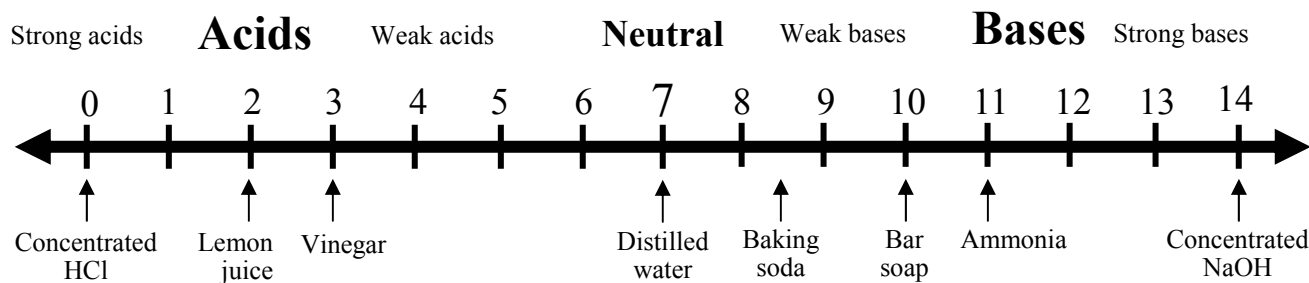 Strong acids Acids Weak acids Neutral Weak bases Bases Strong bases
0 1 2 3 4 5 6 7 8 9 10 11 12 13 14
Concentrated Lemon Vinegar Distilled Baking Bar Ammonia Concentrated
HCl juice water soda soap NaOH